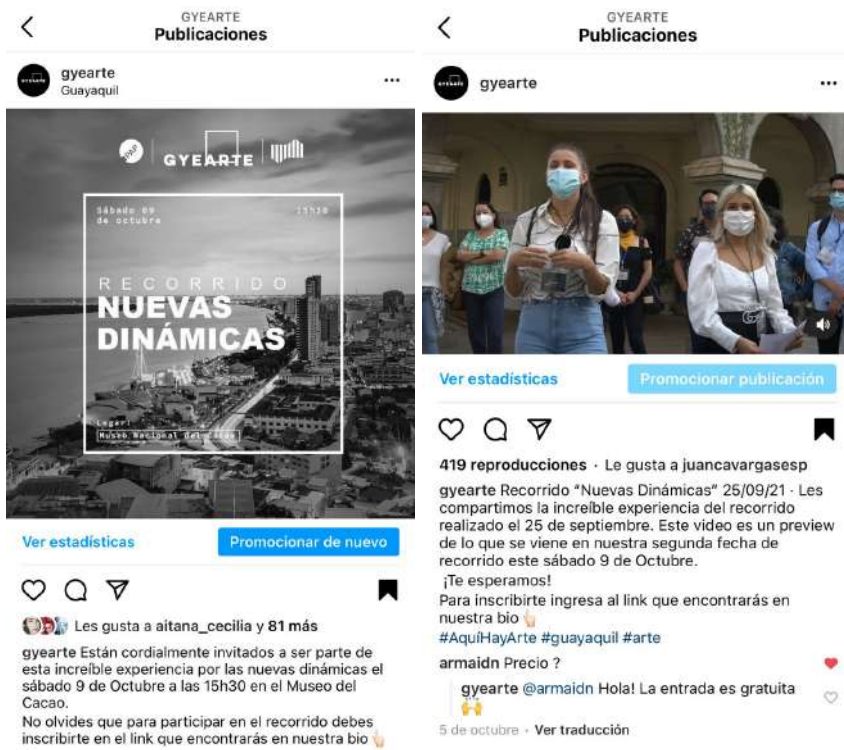 GYEARTE
Publicaciones
gyearte
Guayaquil
PAP
GYEARTE
Sábado 09
de octubre
15h30
RECORRIDO
NUEVAS
DINÁMICAS
Lugar:
Museo Nacional del Cacao
Ver estadísticas
Promocionar de nuevo
Les gusta a aitana_cecilia y 81 más
gyearte Están cordialmente invitados a ser parte de
esta increíble experiencia por las nuevas dinámicas el
sábado 9 de Octubre a las 15h30 en el Museo del
Cacao.
No olvides que para participar en el recorrido debes
inscribirte en el link que encontrarás en nuestra bio👆🏻
GYEARTE
Publicaciones
gyearte
Ver estadísticas
Promocionar publicación
419 reproducciones · Le gusta a juancavargasesp
gyearte Recorrido “Nuevas Dinámicas” 25/09/21 · Les
compartimos la increíble experiencia del recorrido
realizado el 25 de septiembre. Este video es un preview
de lo que se viene en nuestra segunda fecha de
recorrido este sábado 9 de Octubre.
¡Te esperamos!
Para inscribirte ingresa al link que encontrarás en
nuestra bio👆🏻
#AquíHayArte #guayaquil #arte
armaidn Precio ?
gyearte @armaidn Hola! La entrada es gratuita
🙌
5 de octubre · Ver traducción